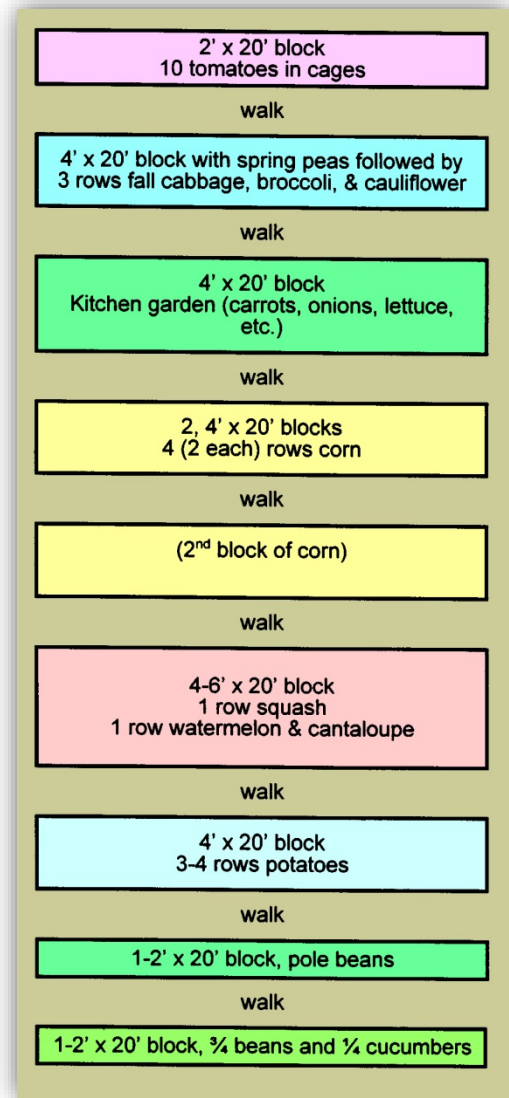 2' x 20' block
10 tomatoes in cages
walk
4' x 20' block with spring peas followed by
3 rows fall cabbage, broccoli, & cauliflower
walk
4' x 20' block
Kitchen garden (carrots, onions, lettuce,
etc.)
walk
2, 4' x 20' blocks
4 (2 each) rows corn
walk
(2nd block of corn)
walk
4-6' x 20' block
1 row squash
1 row watermelon & cantaloupe
walk
4' x 20' block
3-4 rows potatoes
walk
1-2' x 20' block, pole beans
walk
1-2' x 20' block, ¾ beans and ¼ cucumbers